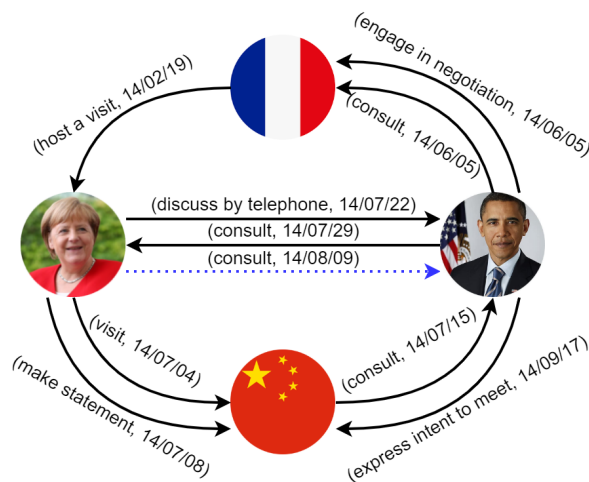 (engage in negotiation, 14/06/05)
(host a visit, 14/02/19)
(consult, 14/06/05)
(discuss by telephone, 14/07/22)
(consult, 14/07/29)
(consult, 14/08/09)
(visit, 14/07/04)
(consult, 14/07/15)
(make statement, 14/07/08)
(express intent to meet, 14/09/17)